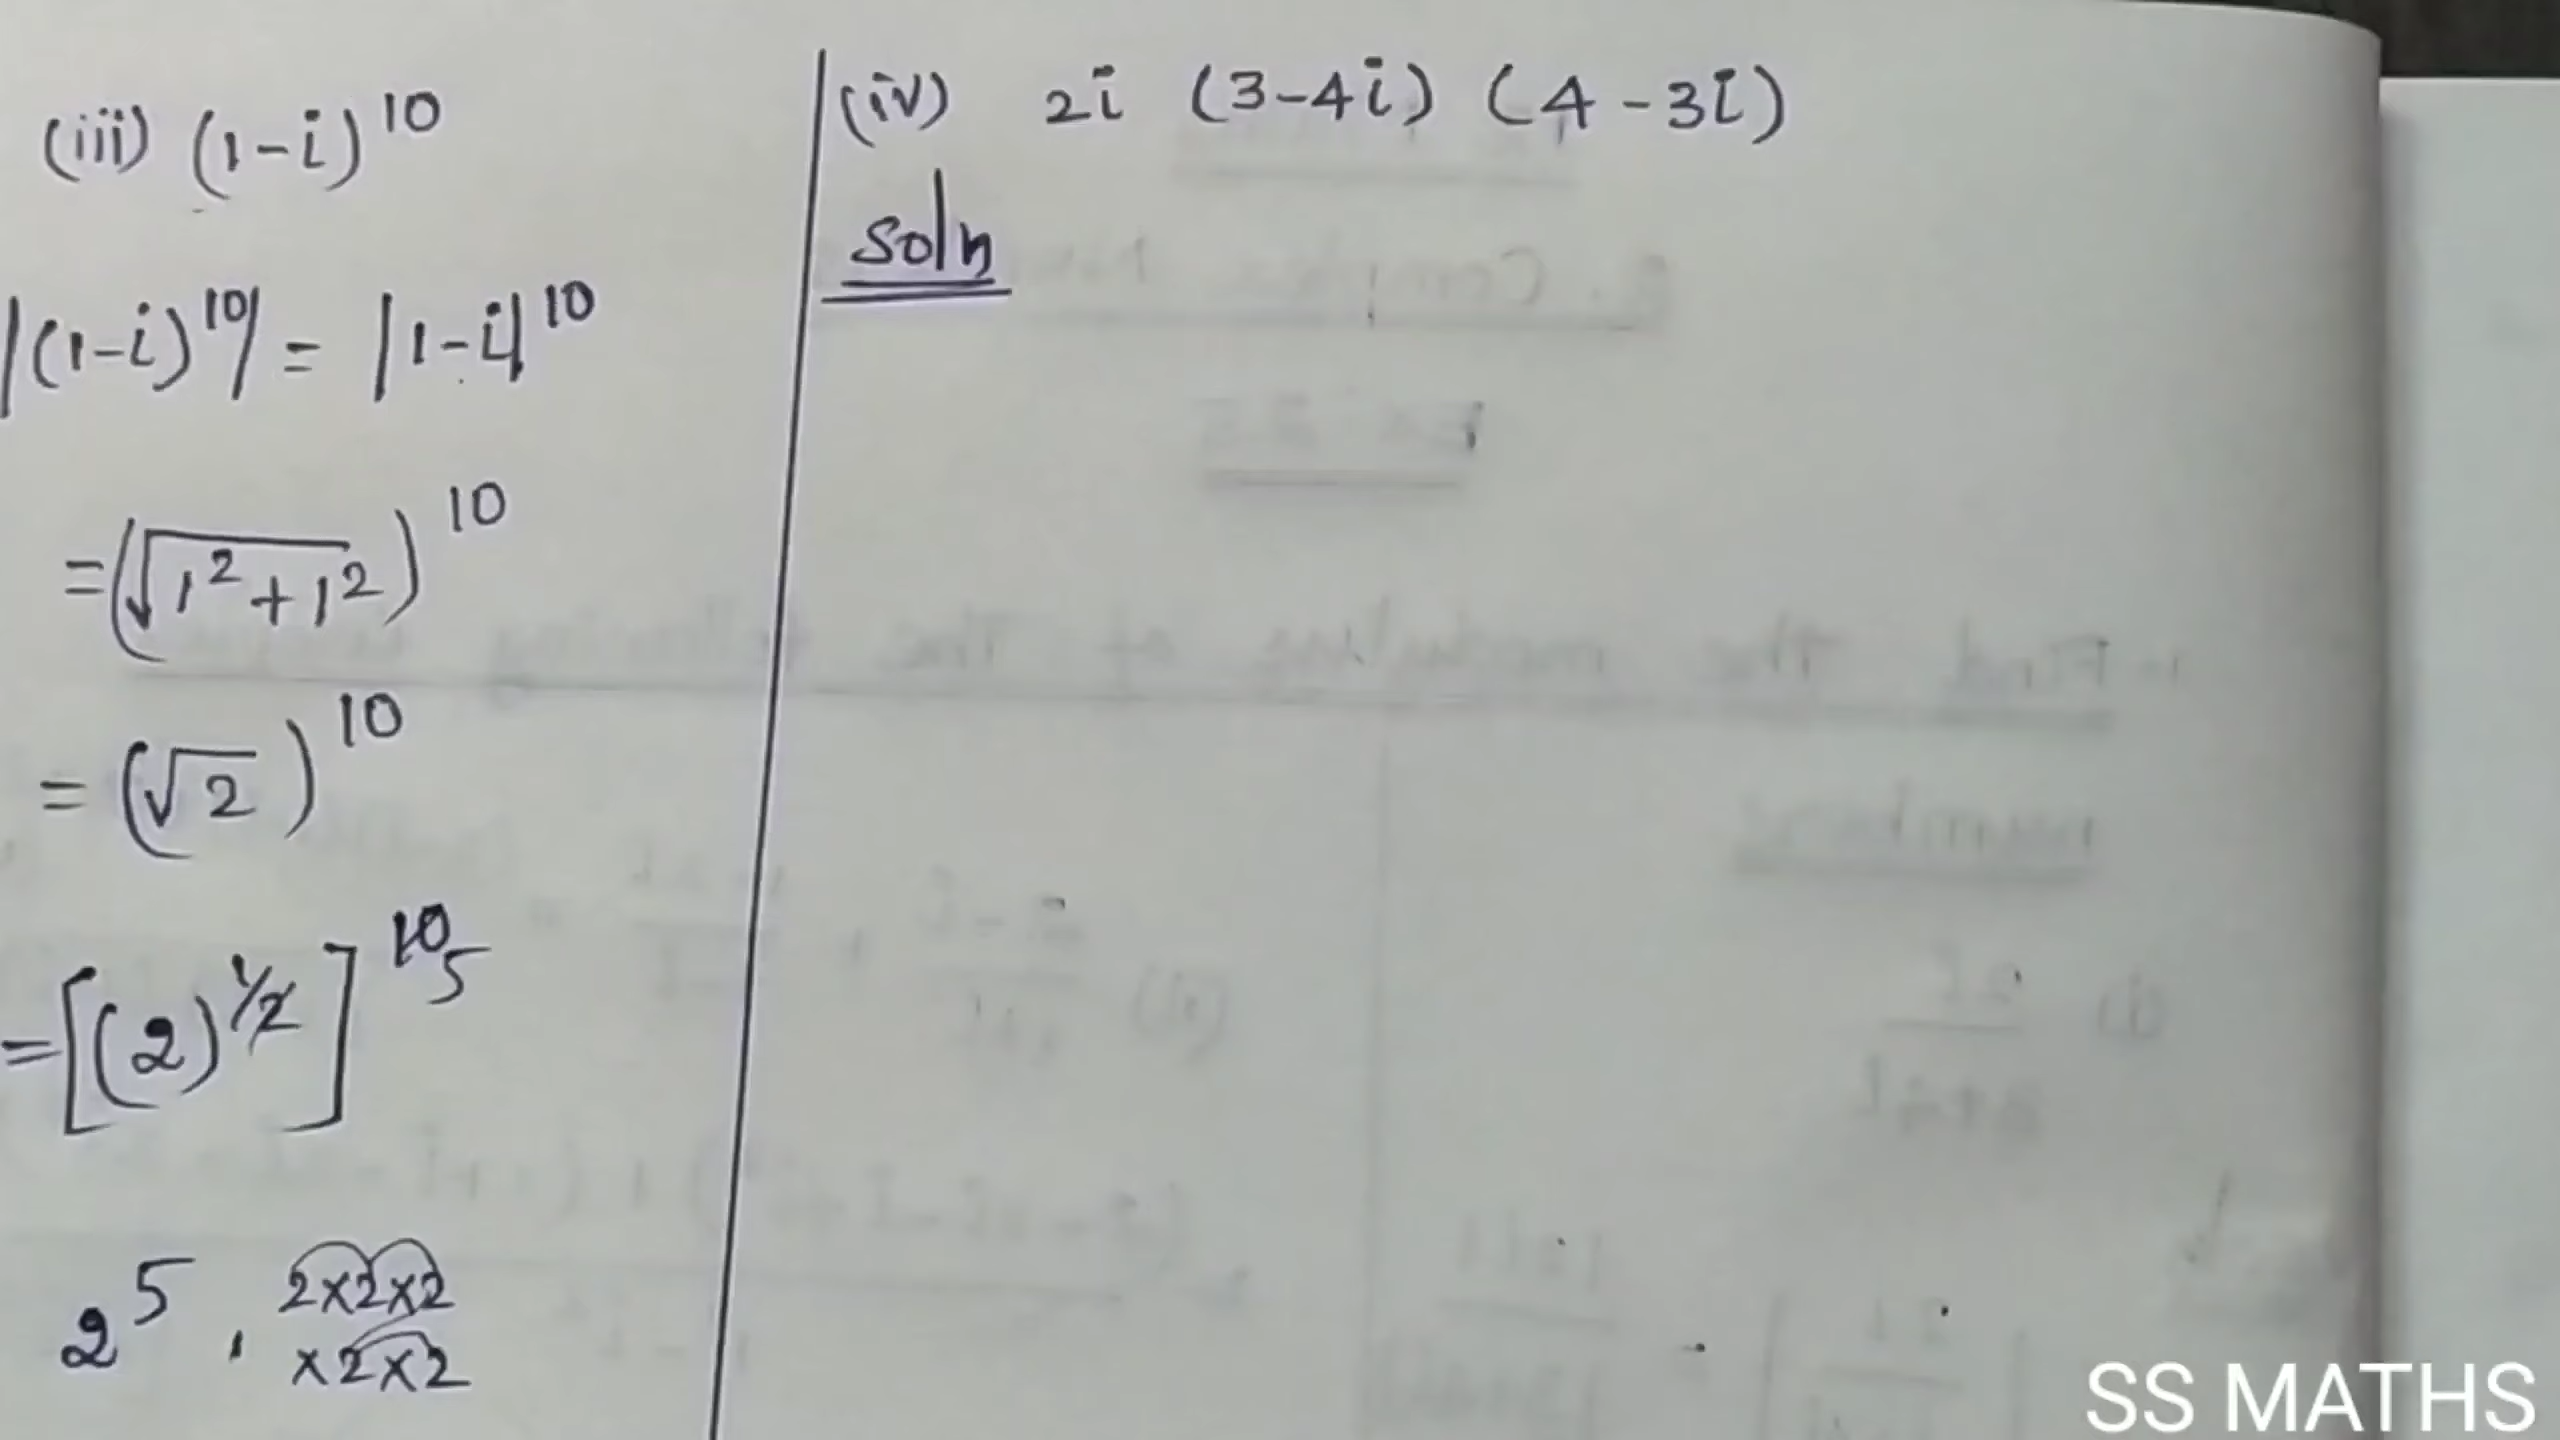 (iii) (1-i)^10
|(1-i)^10| = |1-i|^10
= (√1²+1²)^10
= (√2)^10
= [(2)^1/2]^10 5
2^5 . 2×2×2
×2×2
(iv) 2i (3-4i) (4-3i)
Soln
SS MATHS